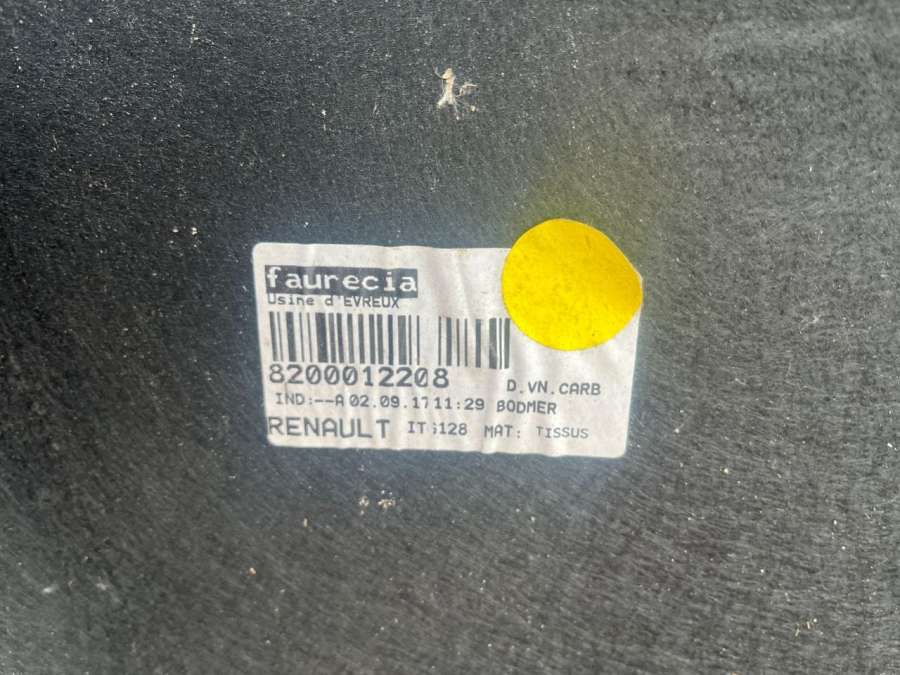 faurecia
Usine d'EVREUX
8200012208 D.VN.CARB
IND:--A 02.09.17 11:29 BODMER
RENAULT IT:128 MAT: TISSUS